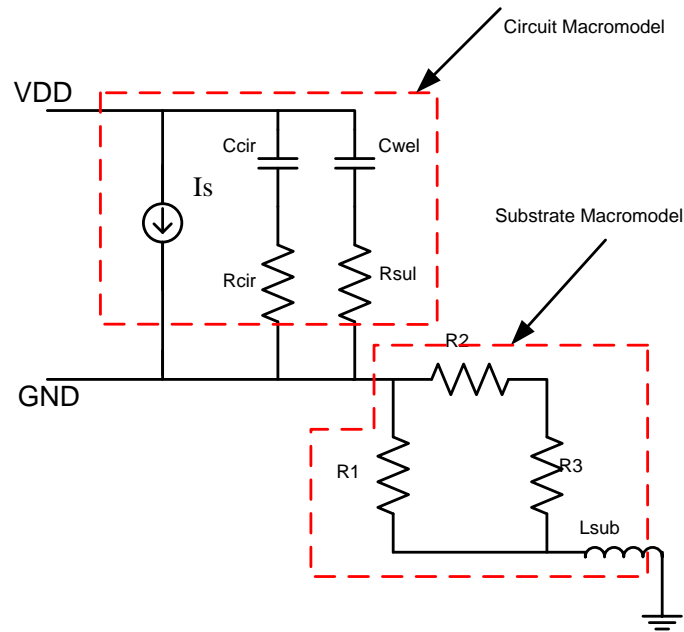 Circuit Macromodel
VDD
Ccir
Cwel
Is
Substrate Macromodel
Rcir
Rsul
R2
GND
R1
R3
Lsub